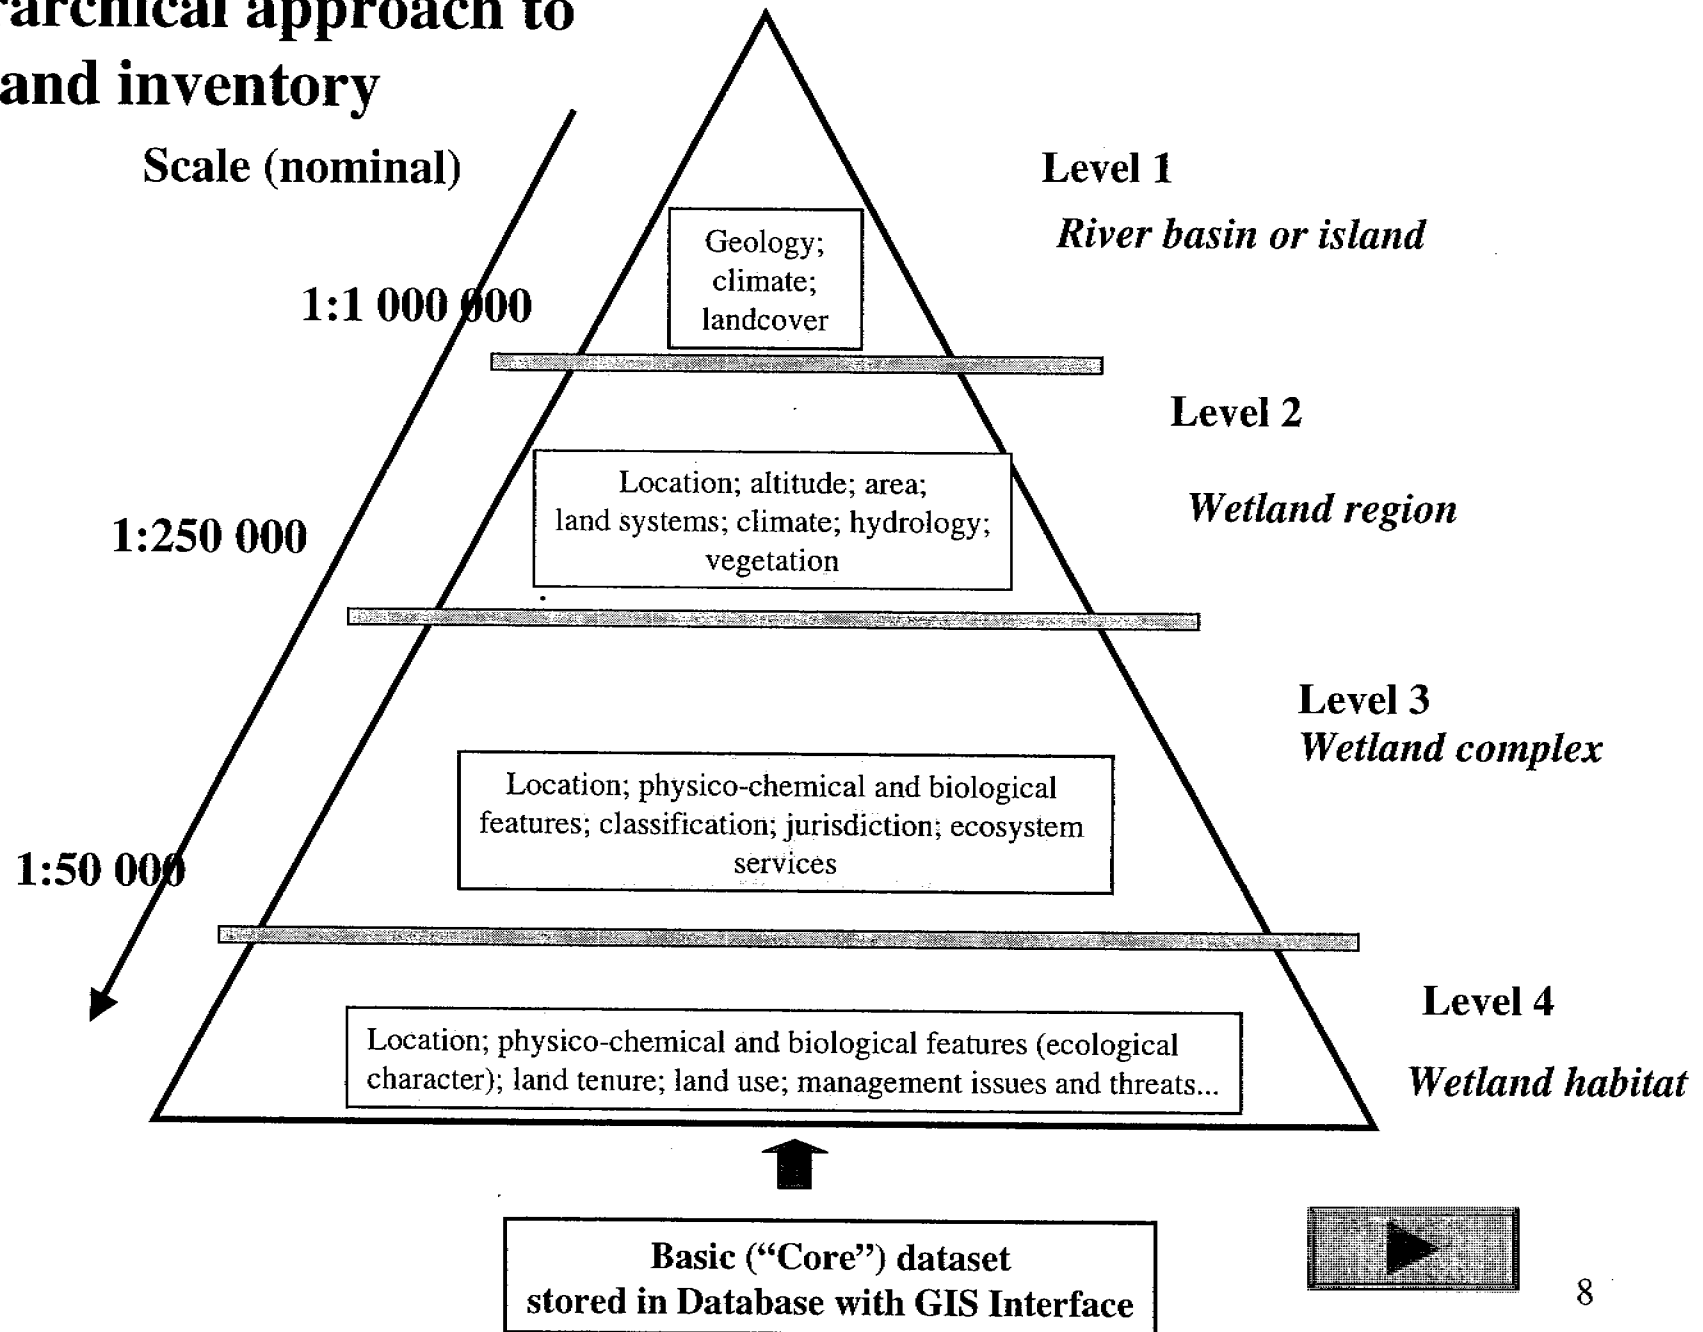 rarchical approach to
and inventory
Scale (nominal)
Level 1
River basin or island
Geology;
climate;
landcover
1:1 000 000
Level 2
Wetland region
Location; altitude; area;
land systems; climate; hydrology;
vegetation
1:250 000
Level 3
Wetland complex
Location; physico-chemical and biological
features; classification; jurisdiction; ecosystem
services
1:50 000
Level 4
Wetland habitat
Location; physico-chemical and biological features (ecological
character); land tenure; land use; management issues and threats...
Basic (“Core”) dataset
stored in Database with GIS Interface
8